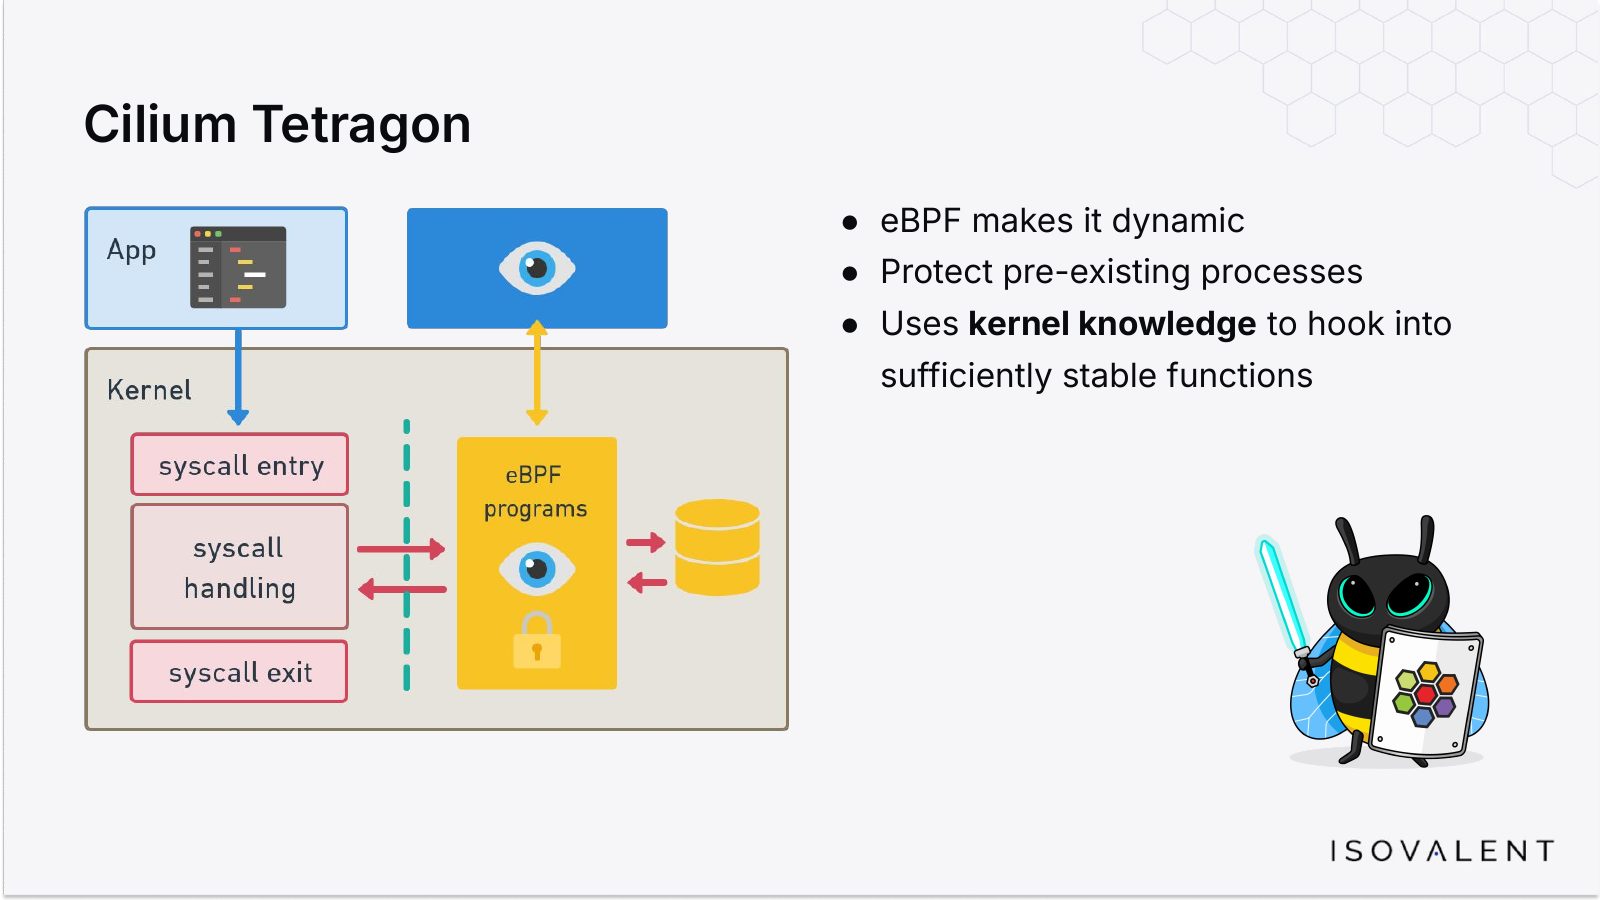 Cilium Tetragon
App
Kernel
syscall entry
syscall
handling
syscall exit
eBPF
programs
● eBPF makes it dynamic
● Protect pre-existing processes
● Uses kernel knowledge to hook into
sufficiently stable functions
ISOVALENT